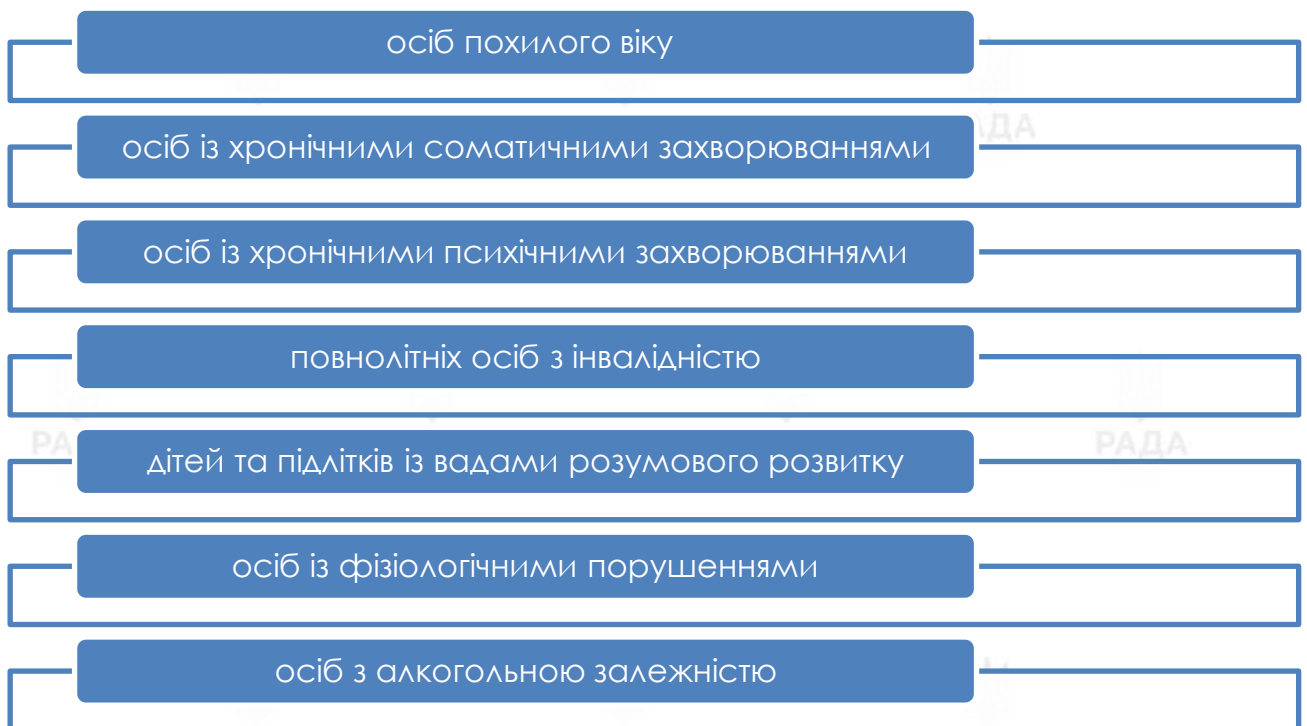 осіб похилого віку
осіб із хронічними соматичними захворюваннями
осіб із хронічними психічними захворюваннями
повнолітніх осіб з інвалідністю
РАДА
дітей та підлітків із вадами розумового розвитку
осіб із фізіологічними порушеннями
осіб з алкогольною залежністю